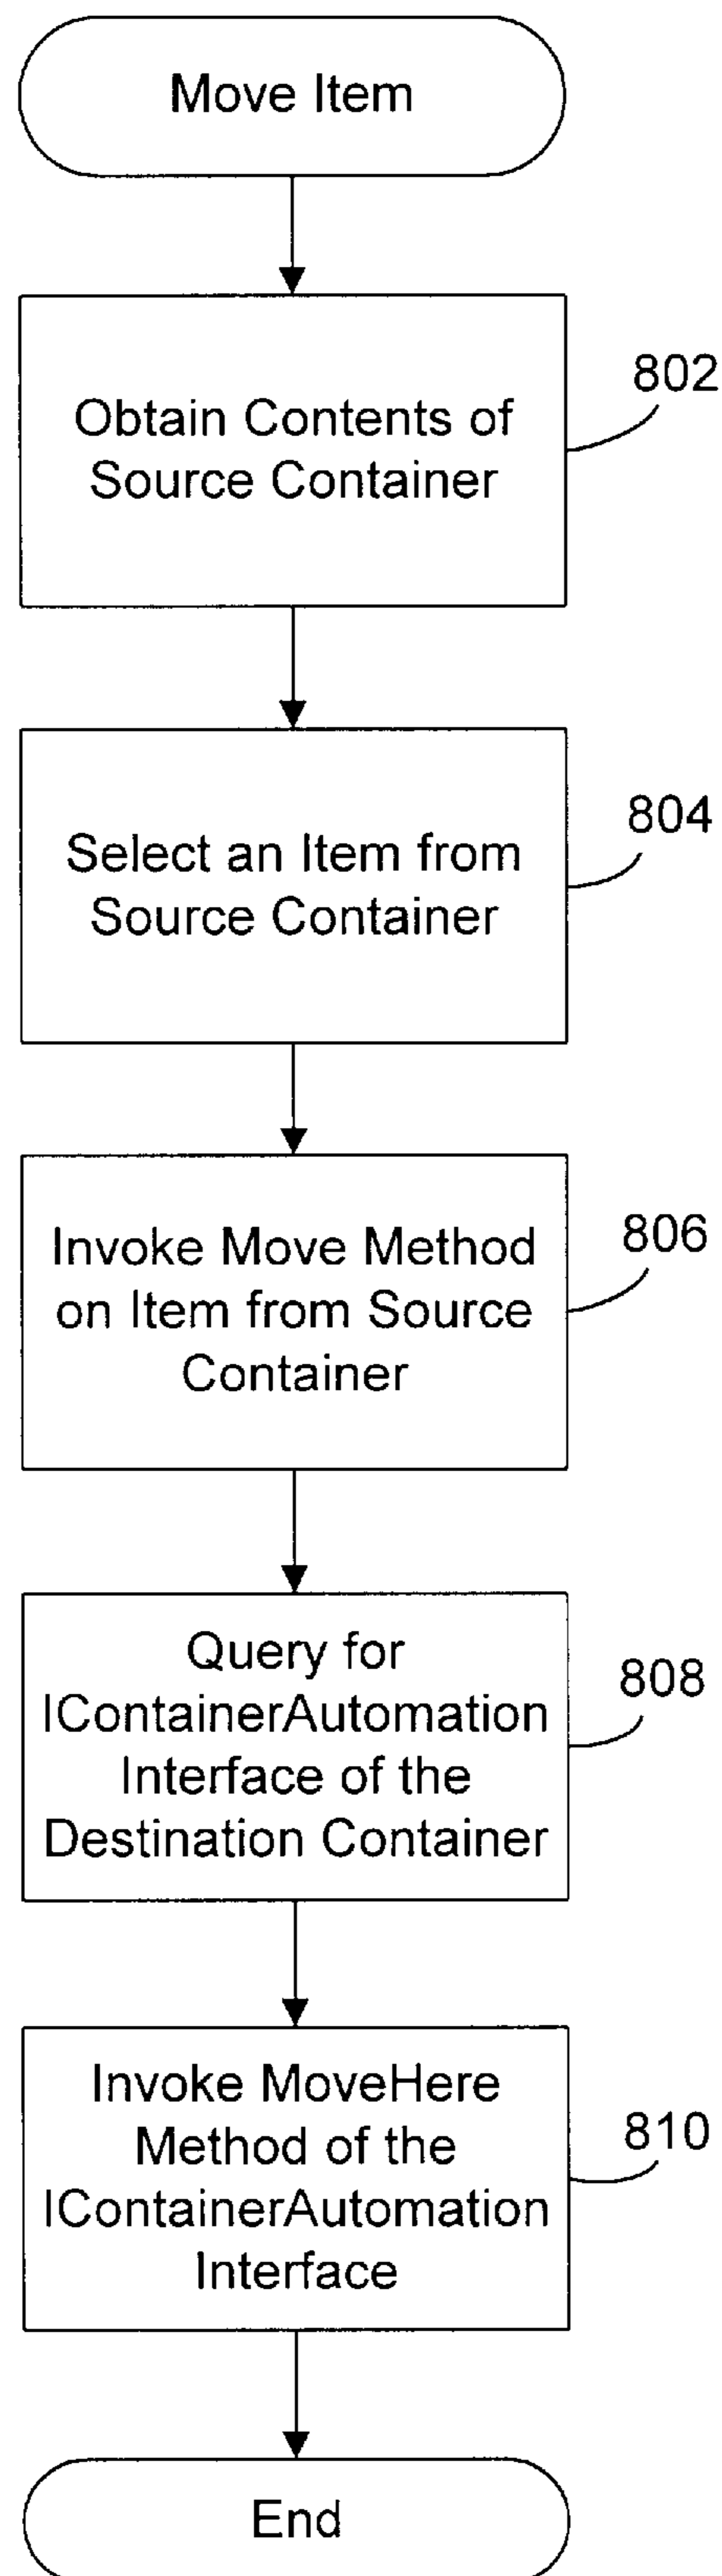 Move Item
802
Obtain Contents of
Source Container
804
Select an Item from
Source Container
806
Invoke Move Method
on Item from Source
Container
808
Query for
IContainerAutomation
Interface of the
Destination Container
810
Invoke MoveHere
Method of the
IContainerAutomation
Interface
End